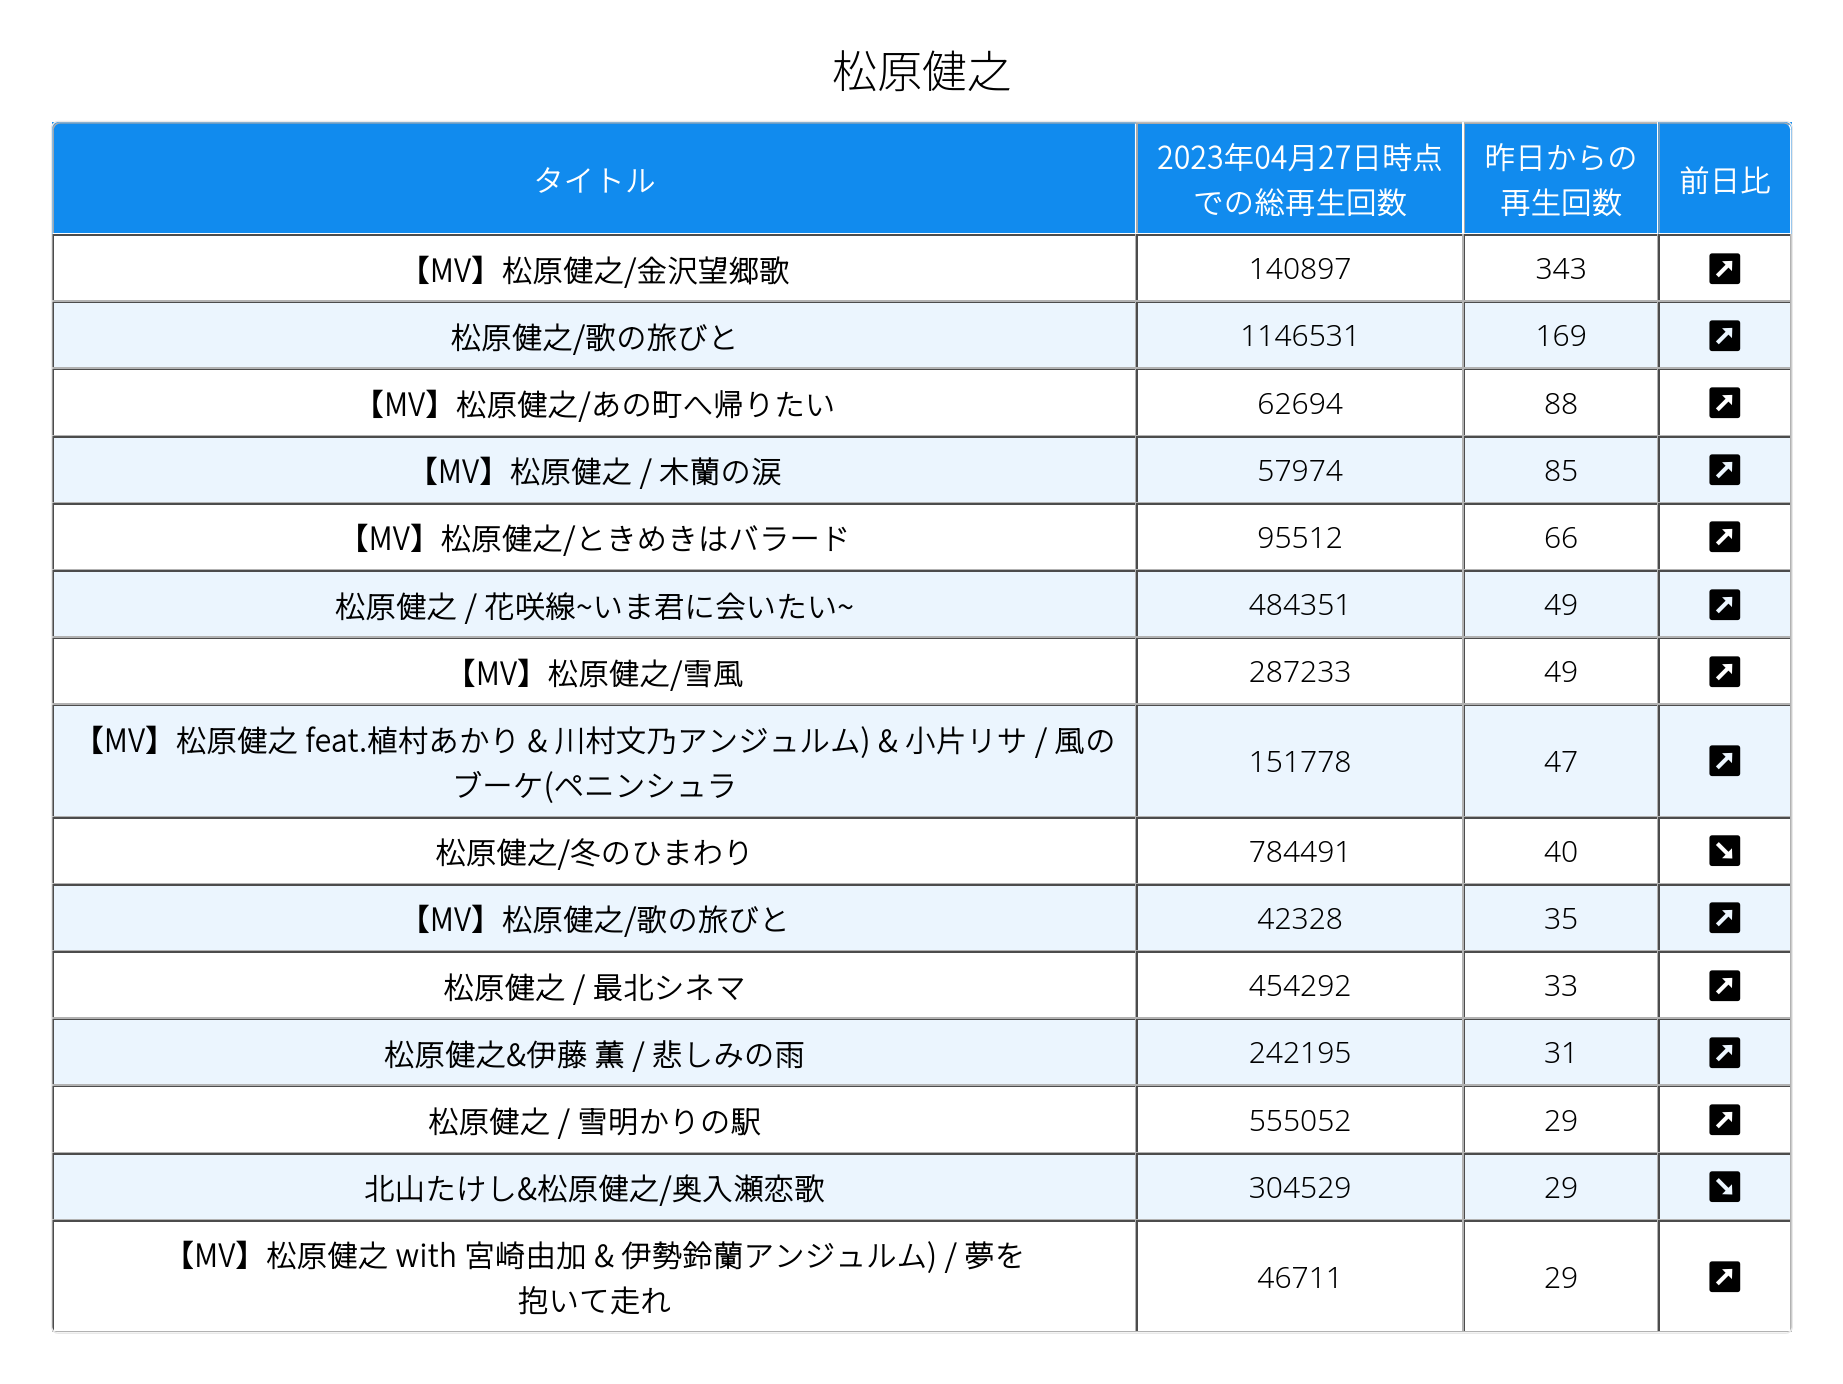 松原健之
タイトル
2023年04月27日時点
での総再生回数
昨日からの
再生回数
前日比
【MV】松原健之/金沢望郷歌 140897 343
松原健之/歌の旅びと 1146531 169
【MV】松原健之/あの町へ帰りたい 62694 88
【MV】松原健之 / 木蘭の涙 57974 85
【MV】松原健之/ときめきはバラード 95512 66
松原健之 / 花咲線~いま君に会いたい~ 484351 49
【MV】松原健之/雪風 287233 49
【MV】松原健之 feat.植村あかり & 川村文乃アンジュルム) & 小片リサ / 風の
ブーケ(ペニンシュラ 151778 47
松原健之/冬のひまわり 784491 40
【MV】松原健之/歌の旅びと 42328 35
松原健之 / 最北シネマ 454292 33
松原健之&伊藤 薫 / 悲しみの雨 242195 31
松原健之 / 雪明かりの駅 555052 29
北山たけし&松原健之/奥入瀬恋歌 304529 29
【MV】松原健之 with 宮崎由加 & 伊勢鈴蘭アンジュルム) / 夢を
抱いて走れ 46711 29